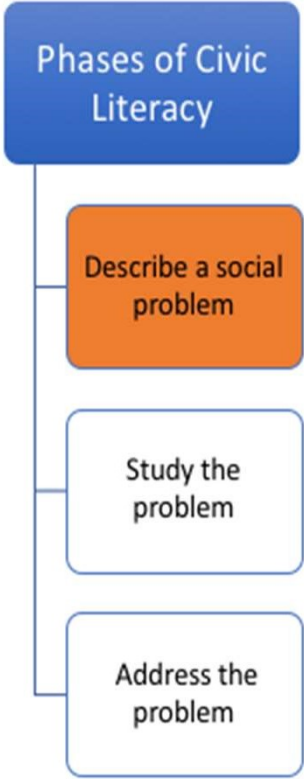 Phases of Civic
Literacy
Describe a social
problem
Study the
problem
Address the
problem